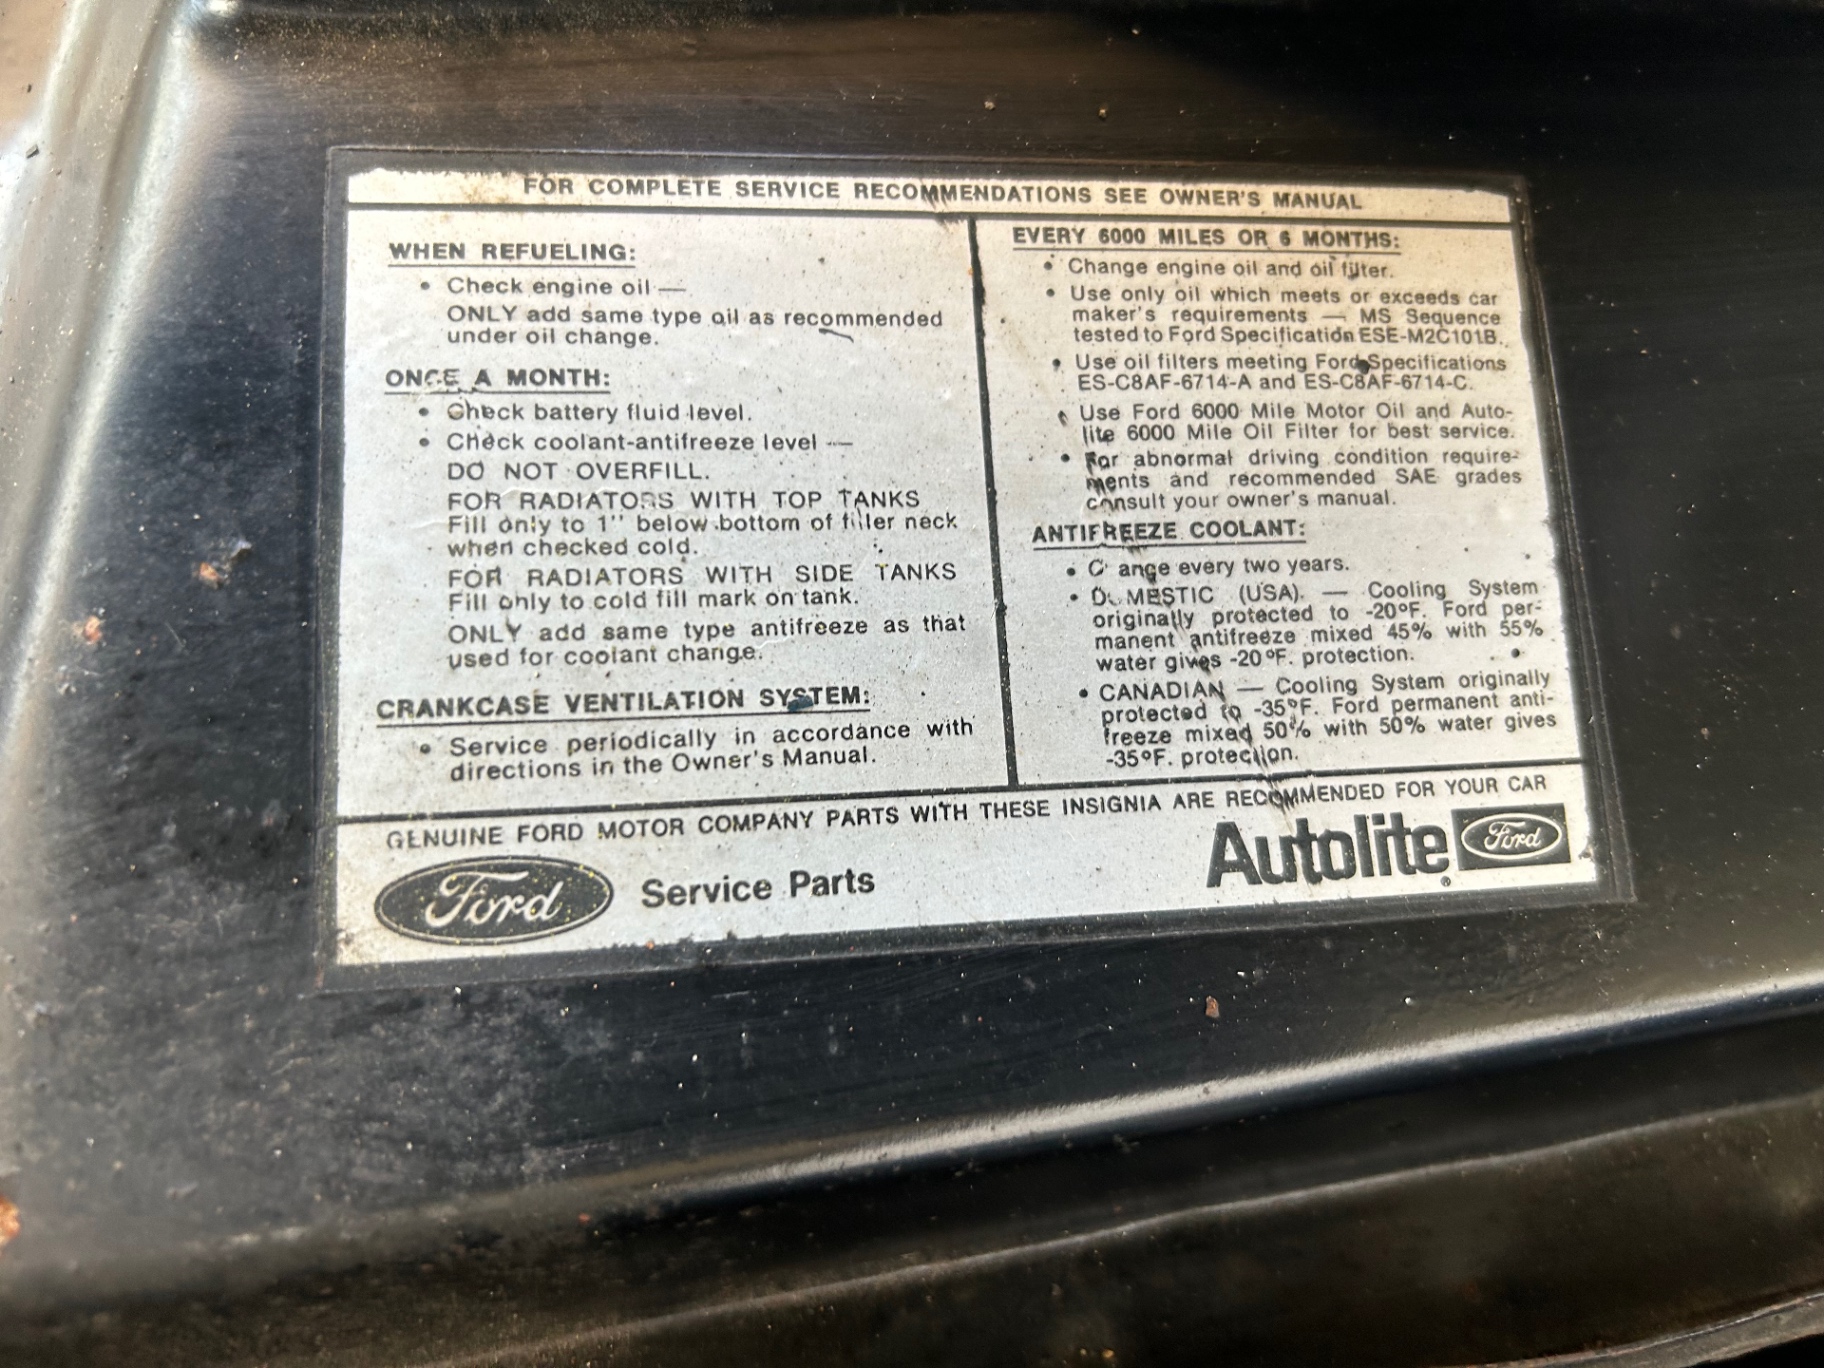 FOR COMPLETE SERVICE RECOMMENDATIONS SEE OWNER'S MANUAL
WHEN REFUELING:
• Check engine oil —
ONLY add same type oil as recommended
under oil change.
ONCE A MONTH:
• Check battery fluid level.
• Check coolant-antifreeze level —
DO NOT OVERFILL.
FOR RADIATORS WITH TOP TANKS
Fill only to 1" below bottom of filler neck
when checked cold.
FOR RADIATORS WITH SIDE TANKS
Fill only to cold fill mark on tank.
ONLY add same type antifreeze as that
used for coolant change.
CRANKCASE VENTILATION SYSTEM:
• Service periodically in accordance with
directions in the Owner's Manual.
EVERY 6000 MILES OR 6 MONTHS:
• Change engine oil and oil filter.
• Use only oil which meets or exceeds car
maker's requirements — MS Sequence
tested to Ford Specification ESE-M2C101B.
• Use oil filters meeting Ford Specifications
ES-C8AF-6714-A and ES-C8AF-6714-C.
• Use Ford 6000 Mile Motor Oil and Auto-
lite 6000 Mile Oil Filter for best service.
• For abnormal driving condition require-
ments and recommended SAE grades
consult your owner's manual.
ANTIFREEZE COOLANT:
• Change every two years.
• DOMESTIC (USA). — Cooling System
originally protected to -20°F. Ford per-
manent antifreeze mixed 45% with 55%
water gives -20°F. protection.
• CANADIAN — Cooling System originally
protected to -35°F. Ford permanent anti-
freeze mixed 50% with 50% water gives
-35°F. protection.
GENUINE FORD MOTOR COMPANY PARTS WITH THESE INSIGNIA ARE RECOMMENDED FOR YOUR CAR
Ford Service Parts
Autolite® Ford